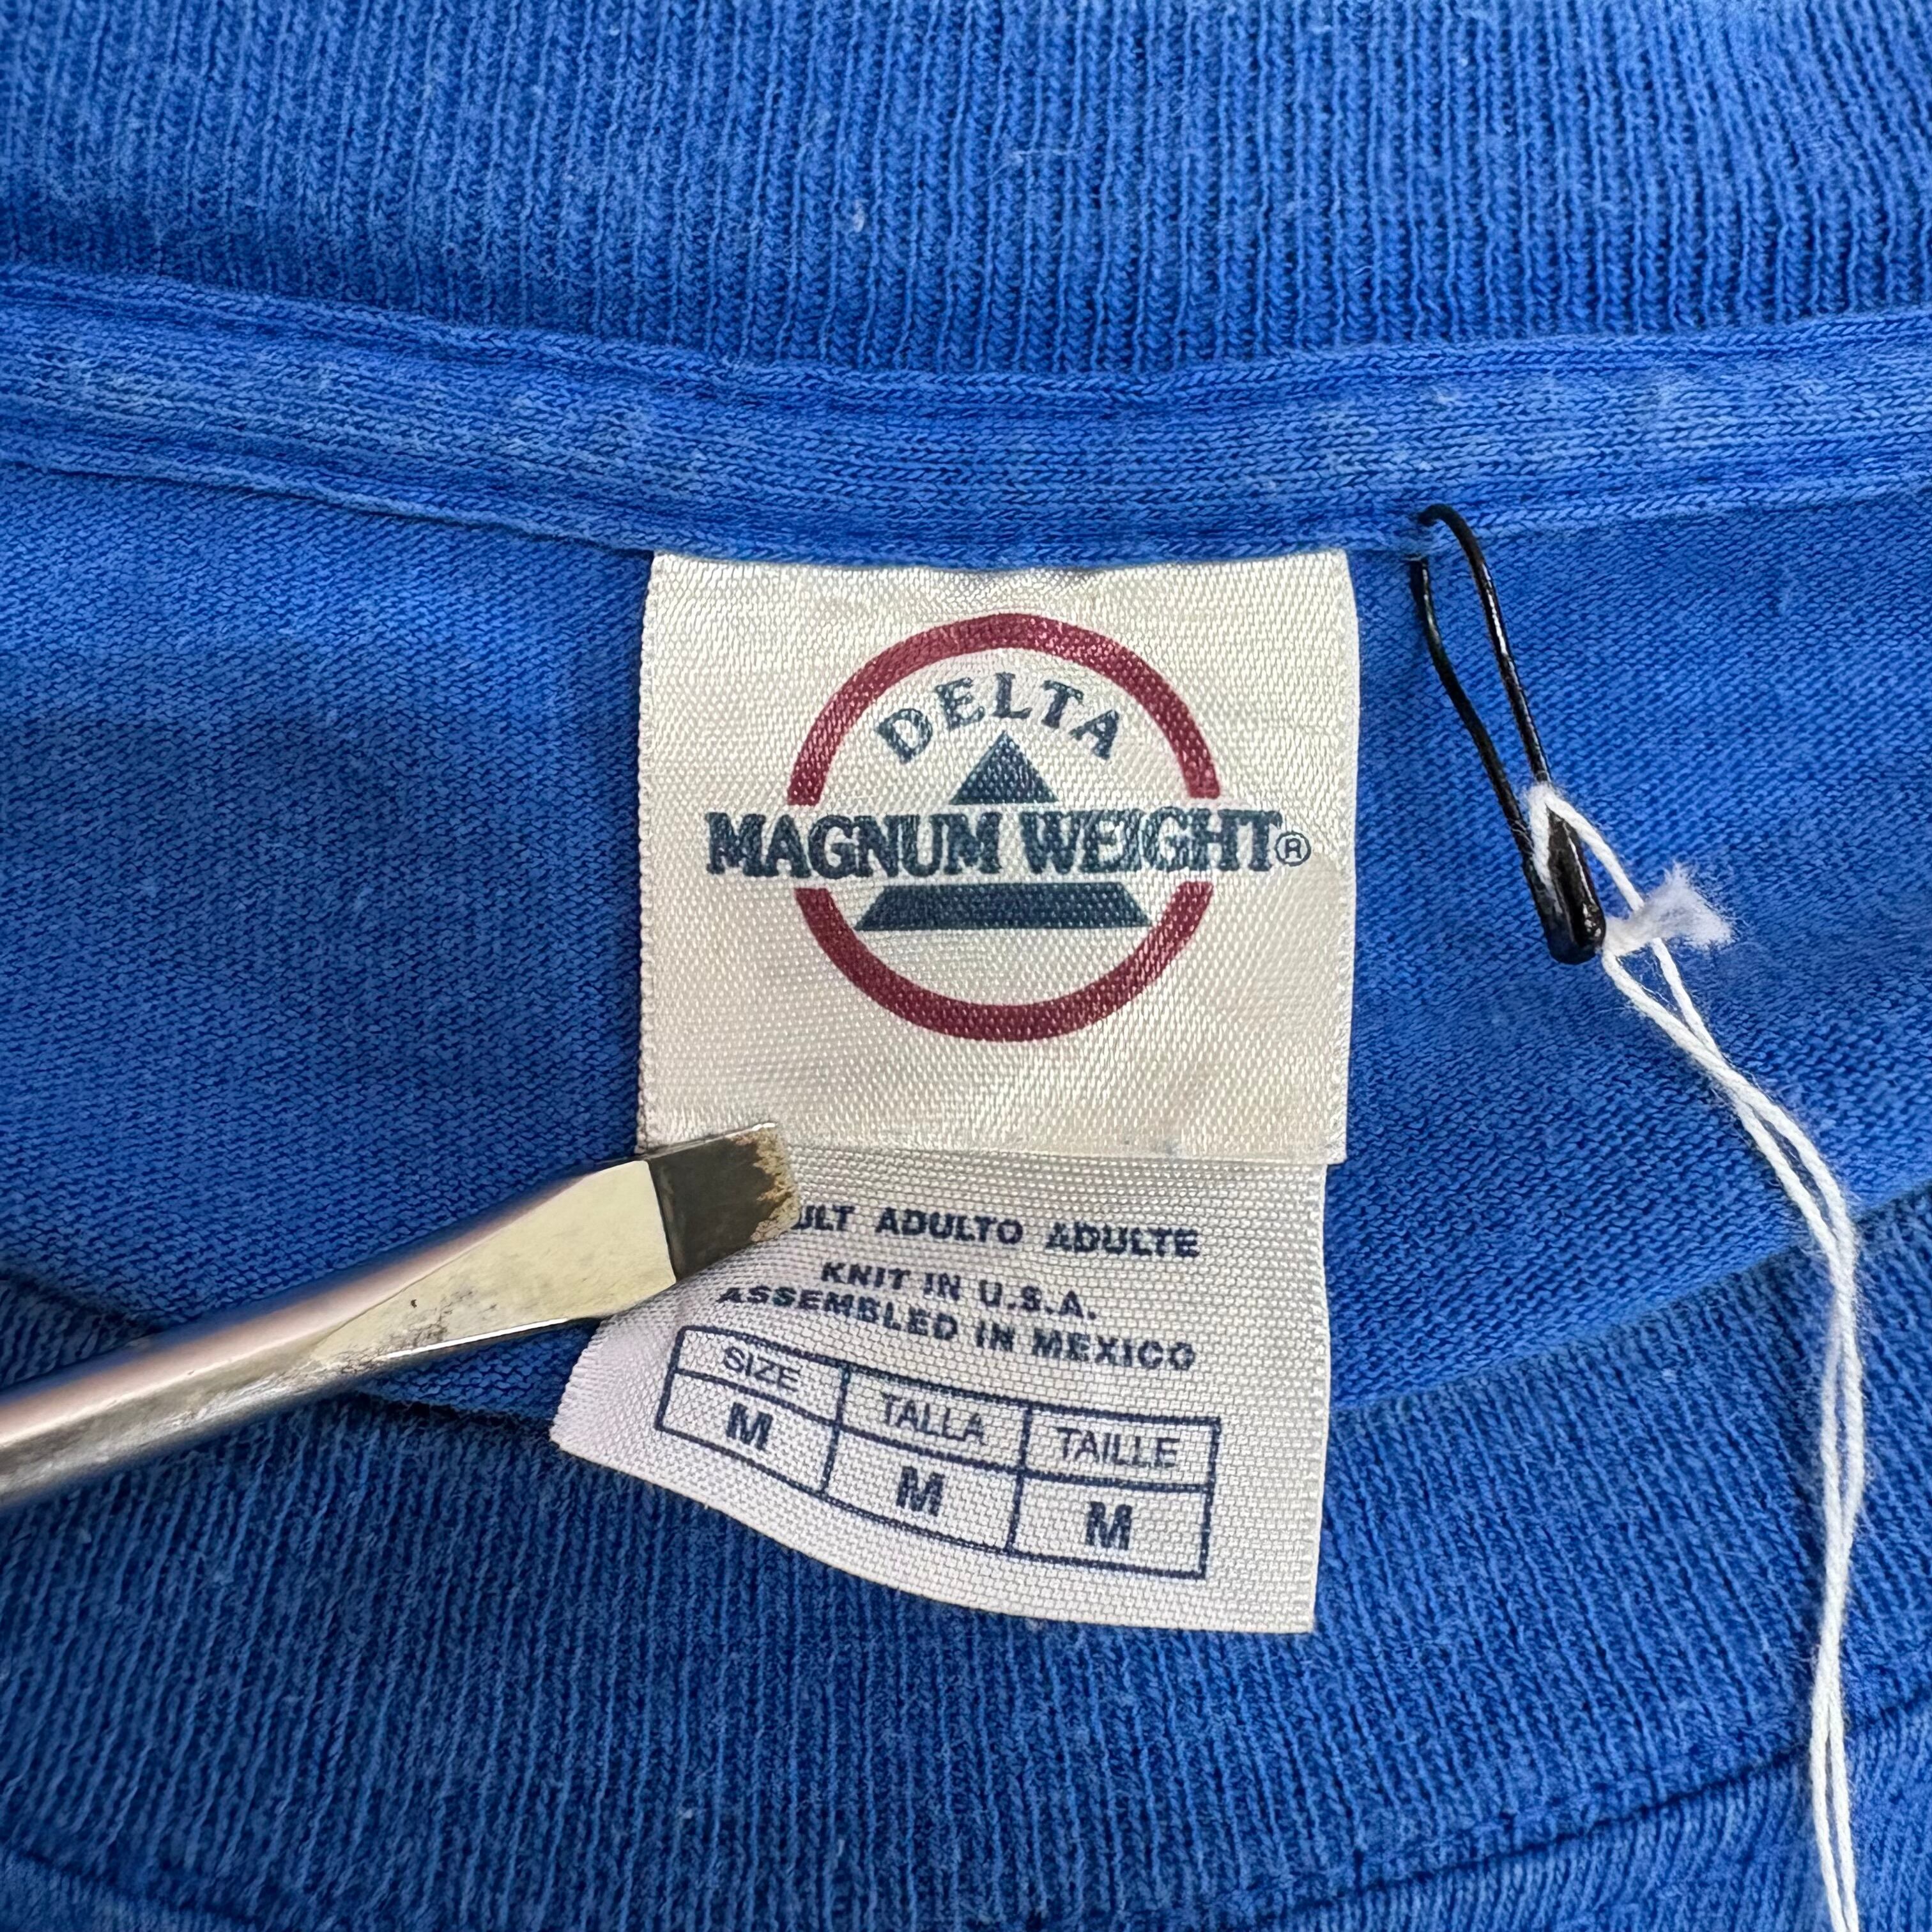 DELTA
MAGNUM WEIGHT®
ADULTO ADULTE
KNIT IN U.S.A.
ASSEMBLED IN MEXICO
SIZE TALLA TAILLE
M M M